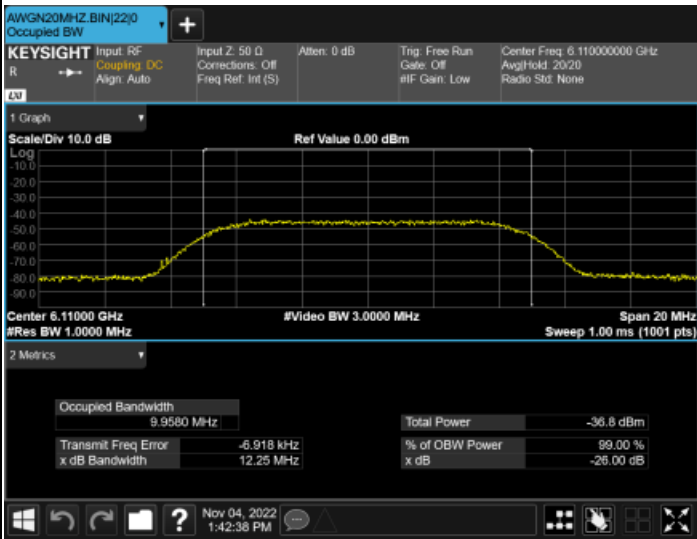 AWGN20MHZ.BIN|22|0
Occupied BW
KEYSIGHT
R
LXI
Input: RF
Coupling: DC
Align: Auto
Input Z: 50 Ω
Corrections: Off
Freq Ref: Int (S)
Atten: 0 dB
Trig: Free Run
Gate: Off
#IF Gain: Low
Center Freq: 6.110000000 GHz
Avg|Hold: 20/20
Radio Std: None
1 Graph
Scale/Div 10.0 dB
Ref Value 0.00 dBm
Log
-10.0
-20.0
-30.0
-40.0
-50.0
-60.0
-70.0
-80.0
-90.0
Center 6.11000 GHz
#Video BW 3.0000 MHz
Span 20 MHz
#Res BW 1.0000 MHz
Sweep 1.00 ms (1001 pts)
2 Metrics
Occupied Bandwidth
9.9580 MHz
Total Power -36.8 dBm
Transmit Freq Error -6.918 kHz
% of OBW Power 99.00 %
x dB Bandwidth 12.25 MHz
x dB -26.00 dB
?
Nov 04, 2022
1:42:38 PM